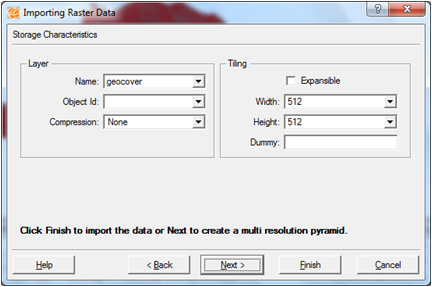 Importing Raster Data
Storage Characteristics
Layer
Name: geocover
Object Id:
Compression: None
Tiling
Expansible
Width: 512
Height: 512
Dummy:
Click Finish to import the data or Next to create a multi resolution pyramid.
Help < Back Next > Finish Cancel